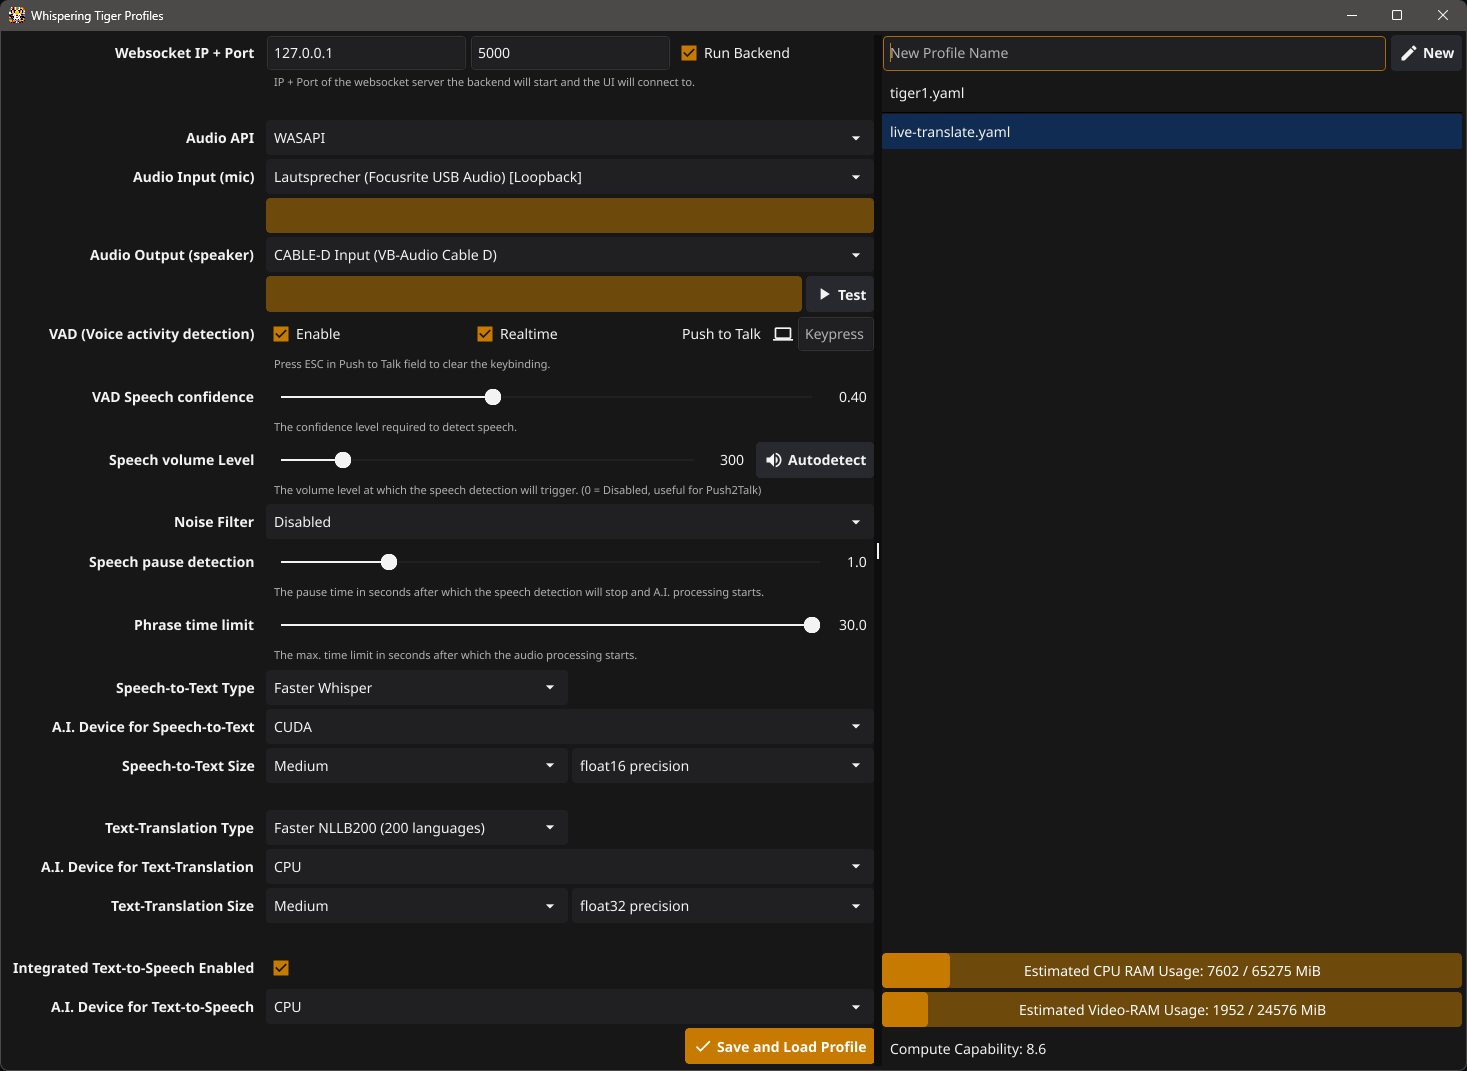 Whispering Tiger Profiles
Websocket IP + Port 127.0.0.1 5000 Run Backend
IP + Port of the websocket server the backend will start and the UI will connect to.
Audio API WASAPI
Audio Input (mic) Lautsprecher (Focusrite USB Audio) [Loopback]
Audio Output (speaker) CABLE-D Input (VB-Audio Cable D)
Test
VAD (Voice activity detection) Enable Realtime Push to Talk Keypress
Press ESC in Push to Talk field to clear the keybinding.
VAD Speech confidence 0.40
The confidence level required to detect speech.
Speech volume Level 300 Autodetect
The volume level at which the speech detection will trigger. (0 = Disabled, useful for Push2Talk)
Noise Filter Disabled
Speech pause detection 1.0
The pause time in seconds after which the speech detection will stop and A.I. processing starts.
Phrase time limit 30.0
The max. time limit in seconds after which the audio processing starts.
Speech-to-Text Type Faster Whisper
A.I. Device for Speech-to-Text CUDA
Speech-to-Text Size Medium float16 precision
Text-Translation Type Faster NLLB200 (200 languages)
A.I. Device for Text-Translation CPU
Text-Translation Size Medium float32 precision
Integrated Text-to-Speech Enabled
A.I. Device for Text-to-Speech CPU
Save and Load Profile
New Profile Name New
tiger1.yaml
live-translate.yaml
Estimated CPU RAM Usage: 7602 / 65275 MiB
Estimated Video-RAM Usage: 1952 / 24576 MiB
Compute Capability: 8.6